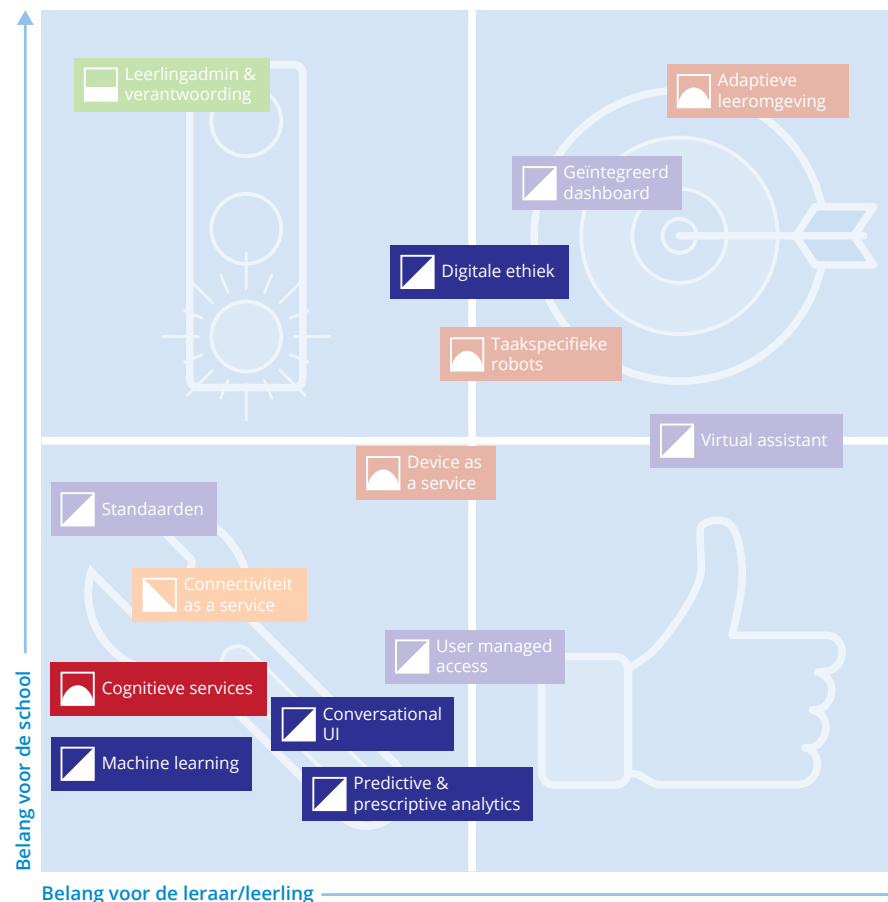 Leerlingadmin &
verantwoording
Adaptieve
leeromgeving
Geïntegreerd
dashboard
Digitale ethiek
Taakspecifieke
robots
Virtual assistant
Device as
a service
Standaarden
Connectiviteit
as a service
User managed
access
Cognitieve services
Conversational
UI
Machine learning
Predictive &
prescriptive analytics
Belang voor de school
Belang voor de leraar/leerling